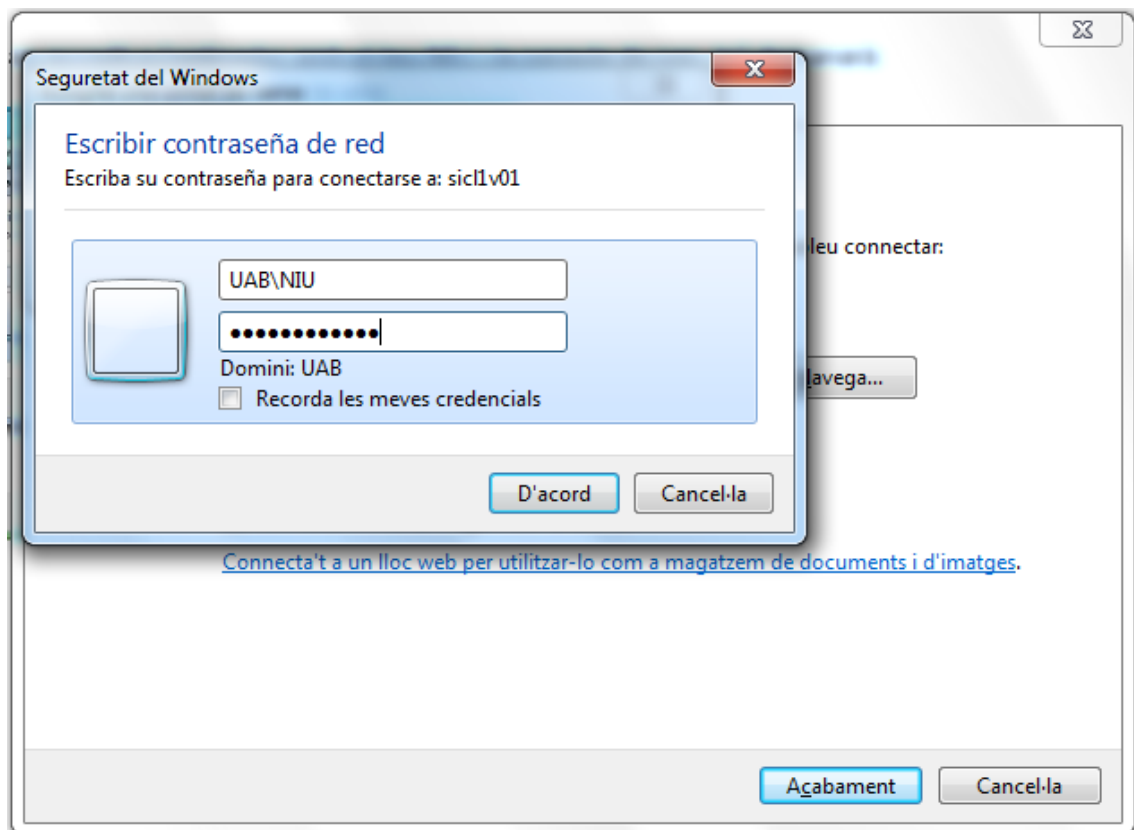 Seguretat del Windows
Escribir contraseña de red
Escriba su contraseña para conectarse a: sicl1v01
leu connectar:
UAB\NIU
••••••••••••
Domini: UAB
avega...
Recorda les meves credencials
D'acord Cancel·la
Connecta't a un lloc web per utilitzar-lo com a magatzem de documents i d'imatges.
Acabament Cancel·la